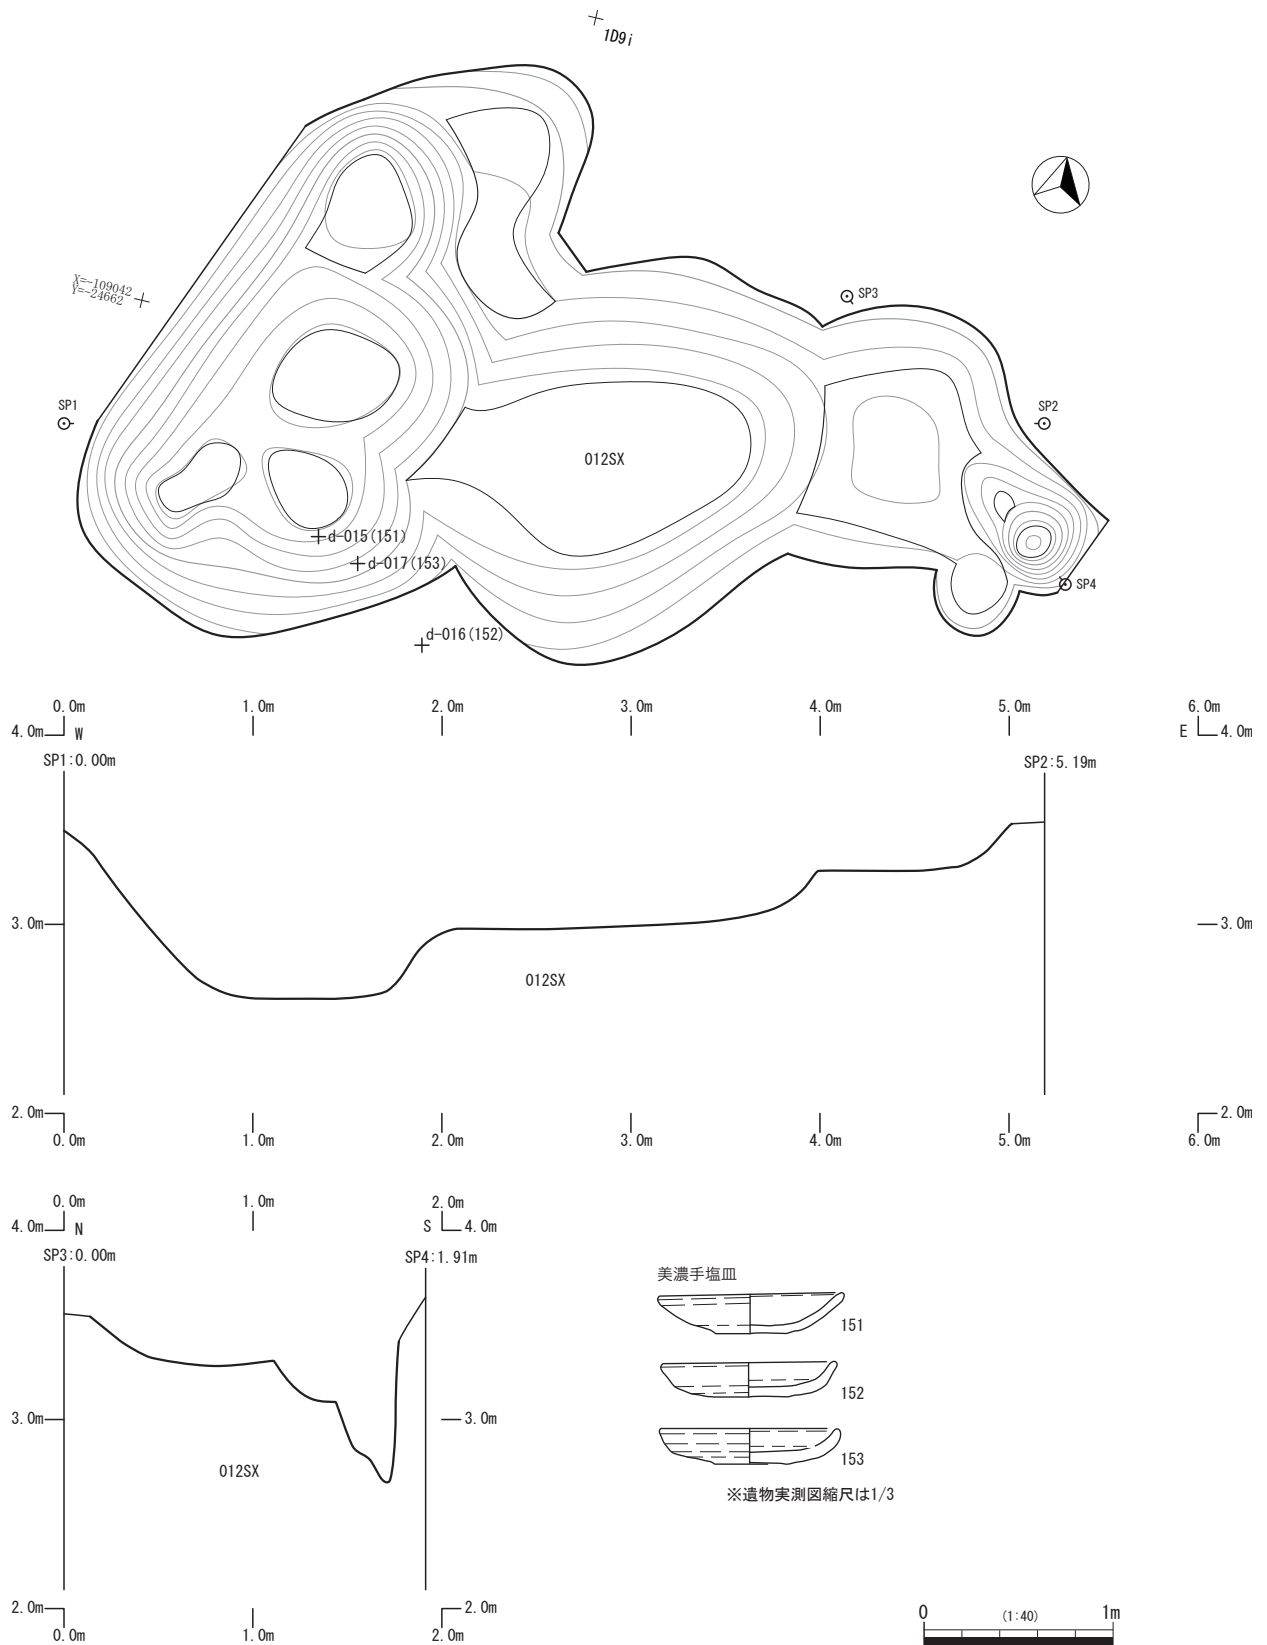 1D9i
X=-109042
Y=-24662
SP3
SP1
SP2
012SX
d-015(151)
d-017(153)
SP4
d-016(152)
0.0m 1.0m 2.0m 3.0m 4.0m 5.0m 6.0m
4.0m W E 4.0m
SP1:0.00m SP2:5.19m
3.0m 3.0m
012SX
2.0m 2.0m
0.0m 1.0m 2.0m 3.0m 4.0m 5.0m 6.0m
0.0m 1.0m 2.0m
4.0m N S 4.0m
SP3:0.00m SP4:1.91m
美濃手塩皿
151
152
3.0m 3.0m
153
012SX
※遺物実測図縮尺は1/3
2.0m 2.0m
0.0m 1.0m 2.0m
0 (1:40) 1m